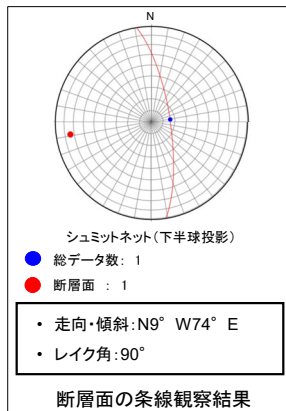 N
シュミットネット(下半球投影)
総データ数: 1
断層面 : 1
• 走向・傾斜:N9° W74° E
• レイク角:90°
断層面の条線観察結果